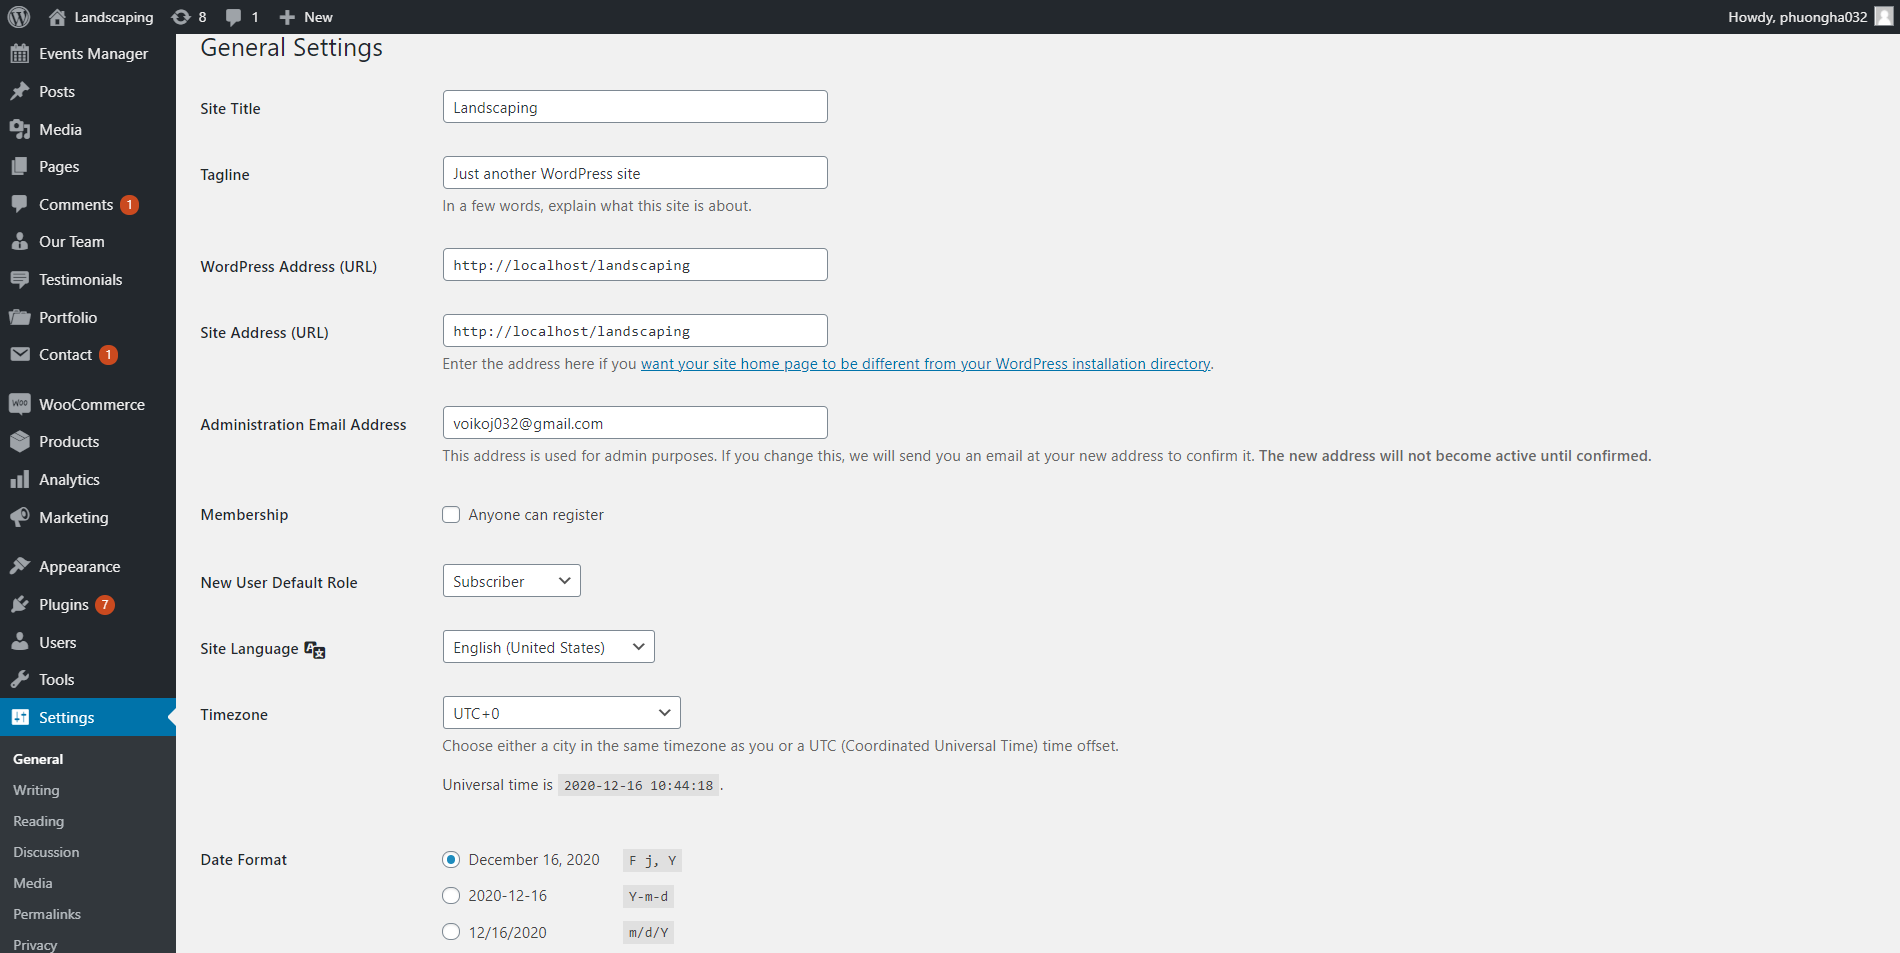 Landscaping 8 1 New Howdy, phuongha032
Events Manager
Posts
Media
Pages
Comments 1
Our Team
Testimonials
Portfolio
Contact 1
WOO WooCommerce
Products
Analytics
Marketing
Appearance
Plugins 7
Users
Tools
Settings
General
Writing
Reading
Discussion
Media
Permalinks
Privacy
General Settings
Site Title Landscaping
Tagline Just another WordPress site
In a few words, explain what this site is about.
WordPress Address (URL) http://localhost/landscaping
Site Address (URL) http://localhost/landscaping
Enter the address here if you want your site home page to be different from your WordPress installation directory.
Administration Email Address voikoj032@gmail.com
This address is used for admin purposes. If you change this, we will send you an email at your new address to confirm it. The new address will not become active until confirmed.
Membership Anyone can register
New User Default Role Subscriber
Site Language English (United States)
Timezone UTC+0
Choose either a city in the same timezone as you or a UTC (Coordinated Universal Time) time offset.
Universal time is 2020-12-16 10:44:18 .
Date Format December 16, 2020 F j, Y
2020-12-16 Y-m-d
12/16/2020 m/d/Y